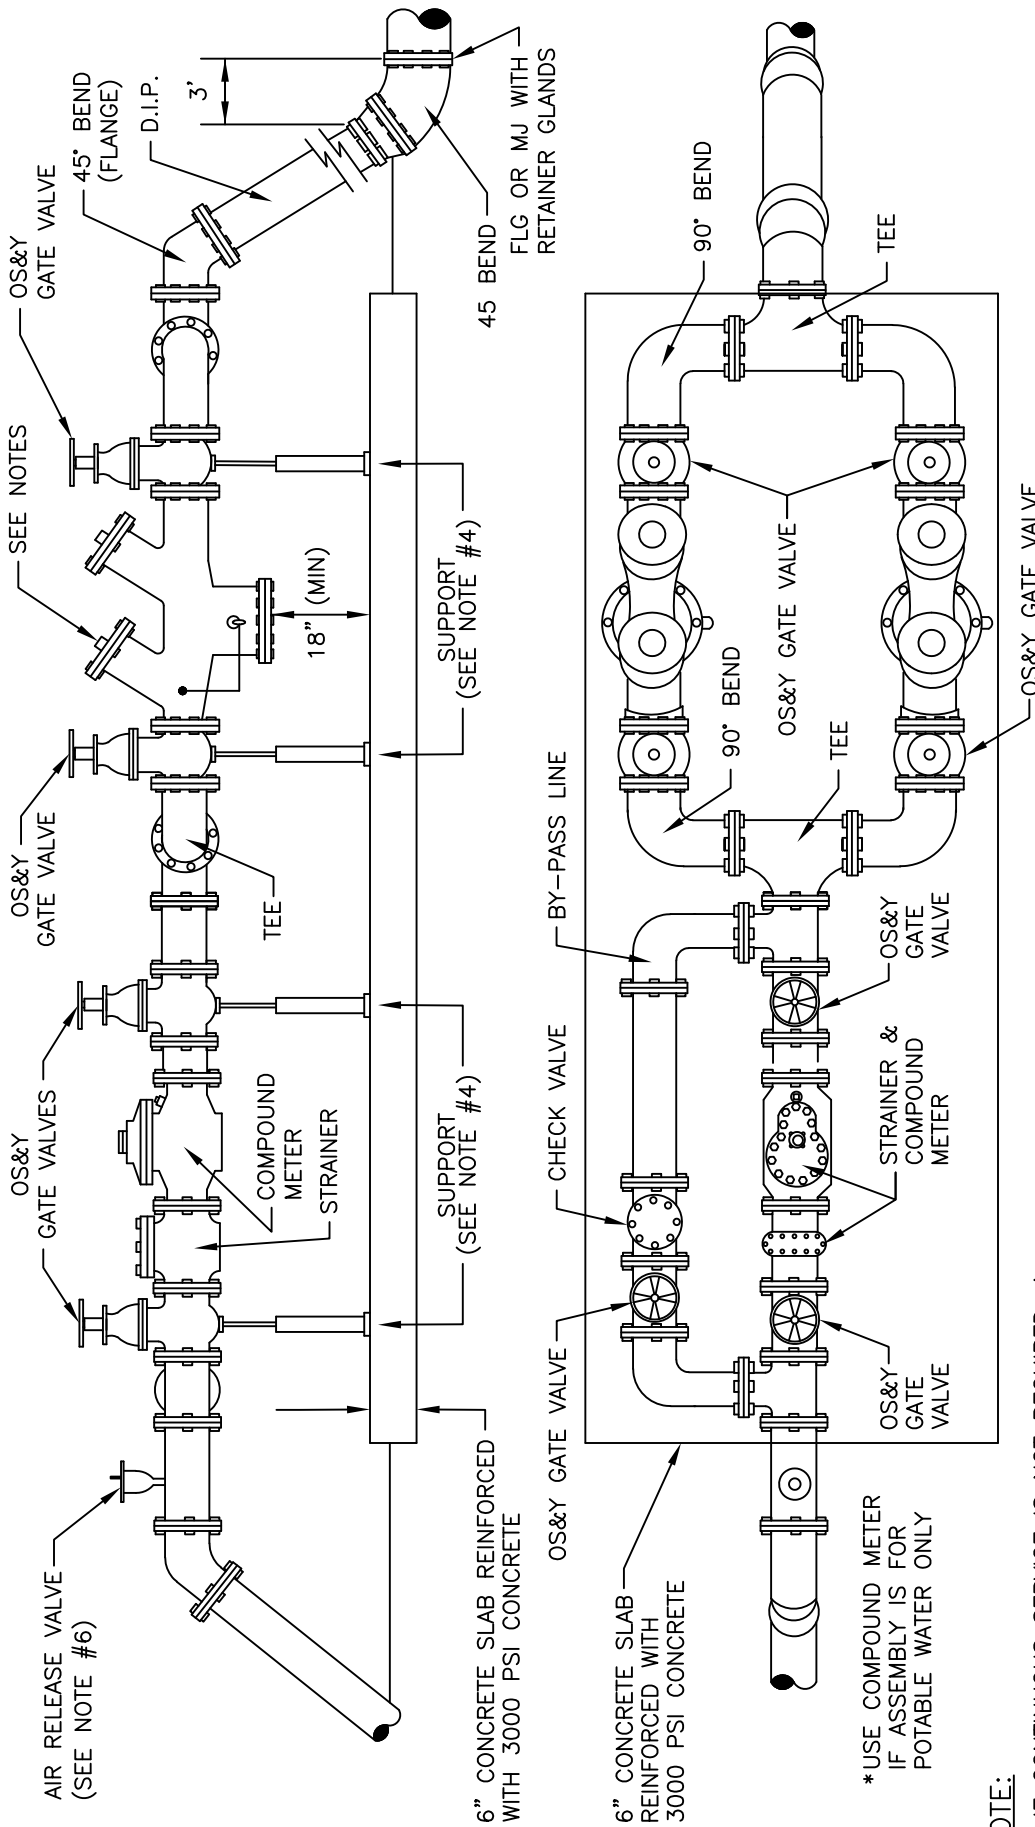 AIR RELEASE VALVE
(SEE NOTE #6)
OS&Y
GATE VALVES
OS&Y
GATE VALVE
SEE NOTES
OS&Y
GATE VALVE
45° BEND
(FLANGE)
D.I.P.
3'
COMPOUND
METER
STRAINER
TEE
18" (MIN)
SUPPORT
(SEE NOTE #4)
SUPPORT
(SEE NOTE #4)
45 BEND
FLG OR MJ WITH
RETAINER GLANDS
6" CONCRETE SLAB REINFORCED
WITH 3000 PSI CONCRETE
OS&Y GATE VALVE
CHECK VALVE
BY-PASS LINE
90° BEND
OS&Y GATE VALVE
90° BEND
TEE
TEE
6" CONCRETE SLAB
REINFORCED WITH
3000 PSI CONCRETE
OS&Y
GATE
VALVE
STRAINER &
COMPOUND
METER
OS&Y
GATE
VALVE
OS&Y GATE VALVE
*USE COMPOUND METER
IF ASSEMBLY IS FOR
POTABLE WATER ONLY
OTE: